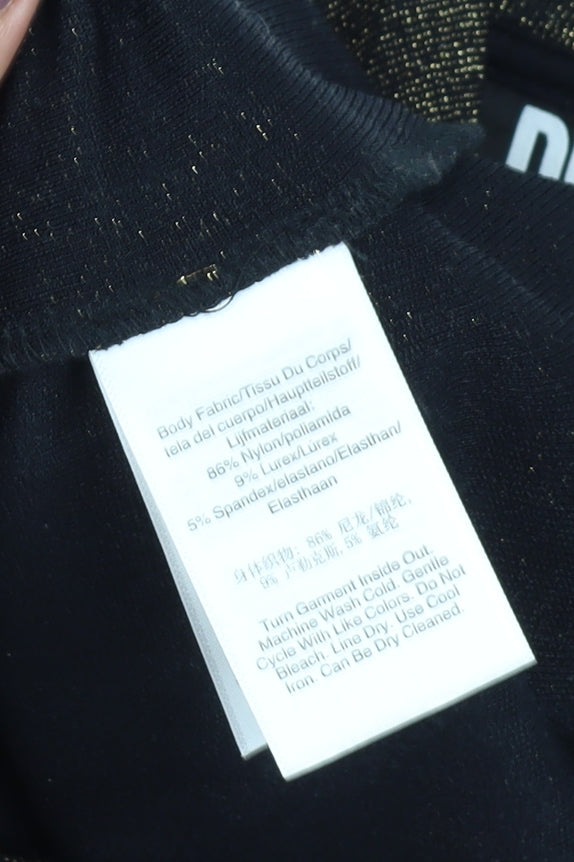 Body Fabric/Tissu Du Corps/
tela del cuerpo/Hauptteilstoff/
Lijfmateriaal:
86% Nylon/poliamida
9% Lurex/Lúrex
5% Spandex/elastano/Elasthan/
Elasthaan
身体织物: 86% 尼龙/锦纶,
9% 卢勒克斯, 5% 氨纶
Turn Garment Inside Out.
Machine Wash Cold. Gentle
Cycle With Like Colors. Do Not
Bleach. Line Dry. Use Cool
Iron. Can Be Dry Cleaned.